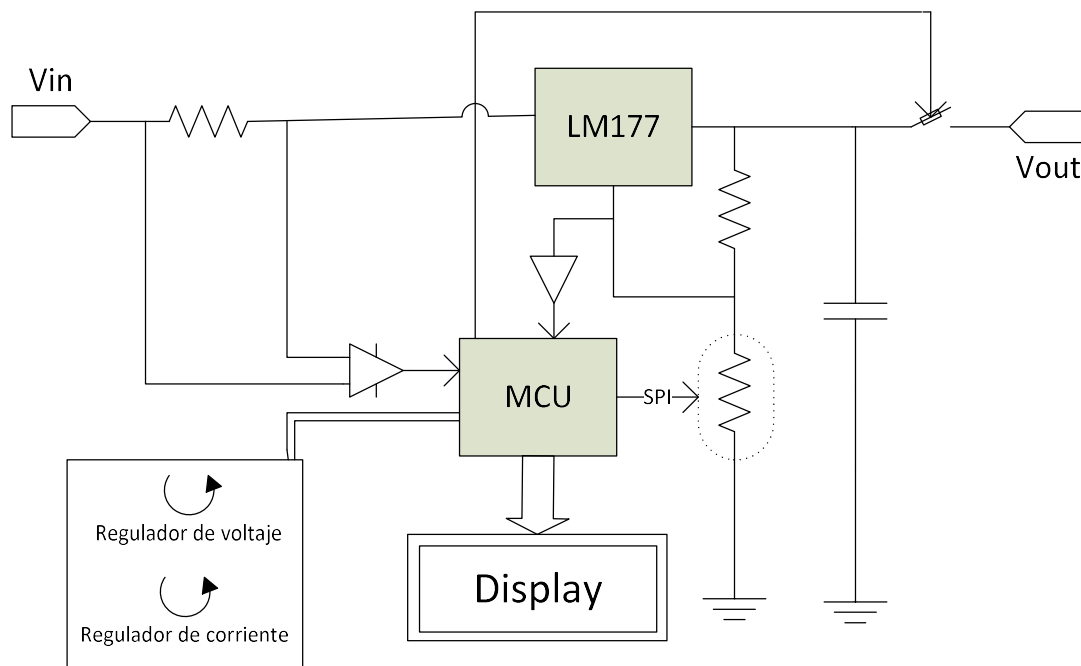 Vin
LM177
Vout
MCU
SPI
Regulador de voltaje
Display
Regulador de corriente